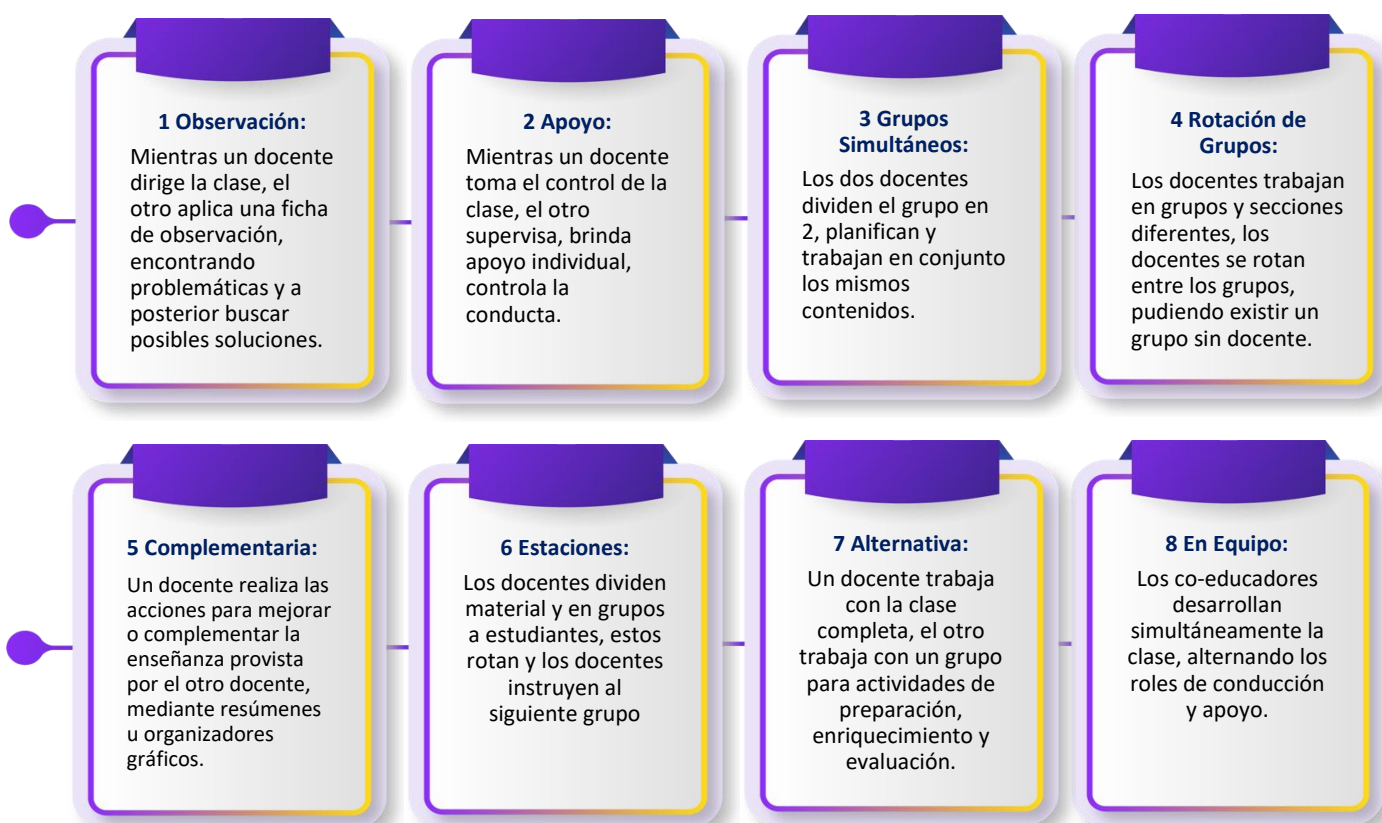 1 Observación:
Mientras un docente
dirige la clase, el
otro aplica una ficha
de observación,
encontrando
problemáticas y a
posterior buscar
posibles soluciones.
2 Apoyo:
Mientras un docente
toma el control de la
clase, el otro
supervisa, brinda
apoyo individual,
controla la
conducta.
3 Grupos
Simultáneos:
Los dos docentes
dividen el grupo en
2, planifican y
trabajan en conjunto
los mismos
contenidos.
4 Rotación de
Grupos:
Los docentes trabajan
en grupos y secciones
diferentes, los
docentes se rotan
entre los grupos,
pudiendo existir un
grupo sin docente.
5 Complementaria:
Un docente realiza las
acciones para mejorar
o complementar la
enseñanza provista
por el otro docente,
mediante resúmenes
u organizadores
gráficos.
6 Estaciones:
Los docentes dividen
material y en grupos
a estudiantes, estos
rotan y los docentes
instruyen al
siguiente grupo
7 Alternativa:
Un docente trabaja
con la clase
completa, el otro
trabaja con un grupo
para actividades de
preparación,
enriquecimiento y
evaluación.
8 En Equipo:
Los co-educadores
desarrollan
simultáneamente la
clase, alternando los
roles de conducción
y apoyo.